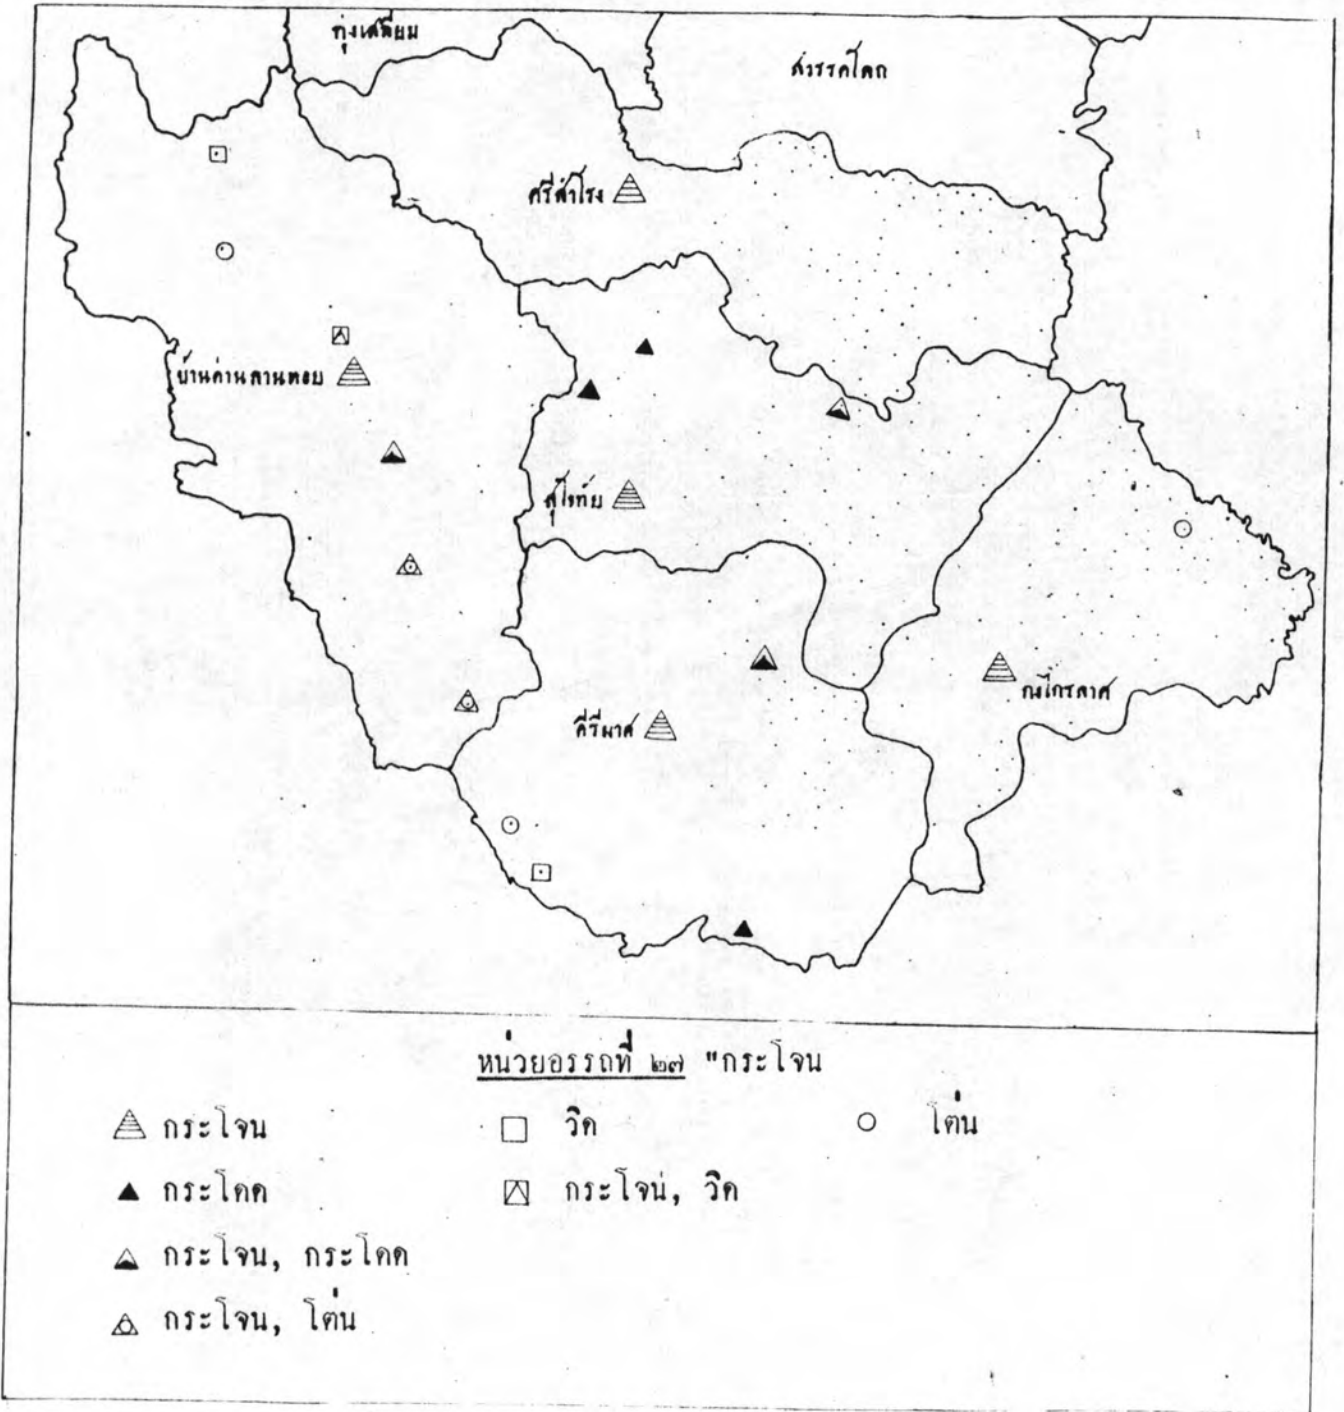 ทุ่งเสลี่ยม
สวรรคโลก
ศรีสำโรง
บ้านด่านลานหอย
สุโขทัย
กงไกรลาศ
คีรีมาศ
หน่วยอรรถที่ ๒๗ "กระโจน
กระโจน
วิด
โต่น
กระโดด
กระโจน, วิด
กระโจน, กระโดด
กระโจน, โต่น